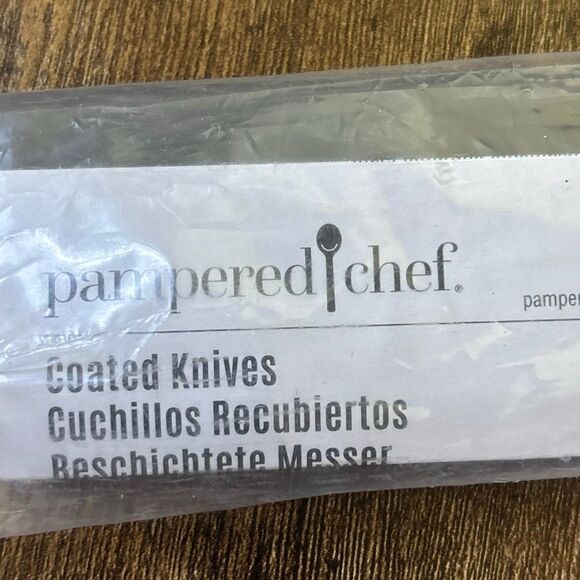 pampered chef®
pamper
Coated Knives
Cuchillos Recubiertos
Beschichtete Messer